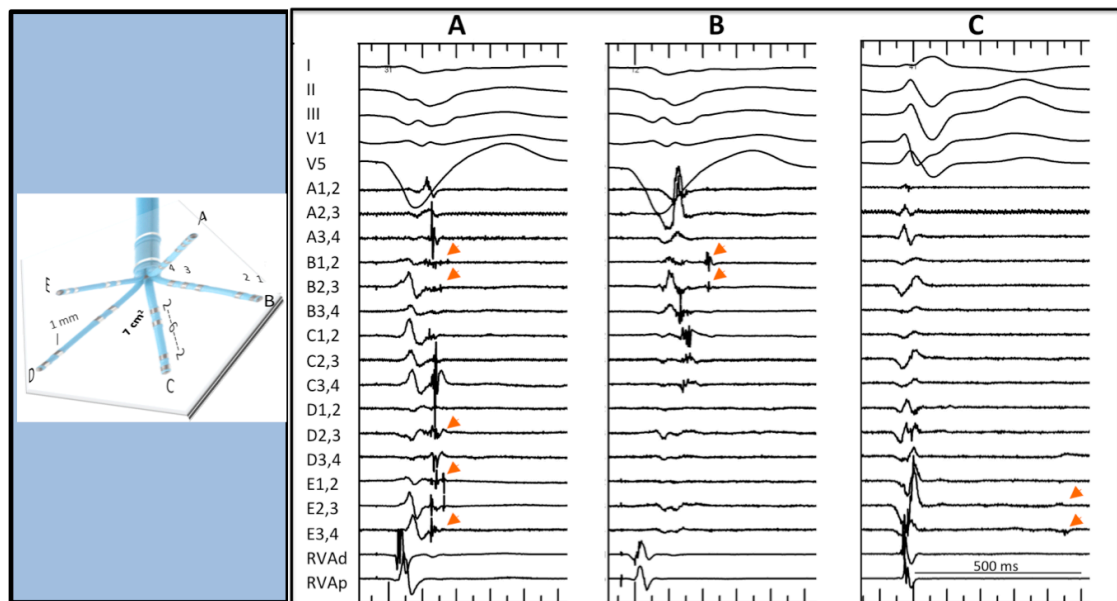 A
B
C
I
II
III
V1
V5
A1,2
A2,3
A3,4
B1,2
B2,3
B3,4
C1,2
C2,3
C3,4
D1,2
D2,3
D3,4
E1,2
E2,3
E3,4
RVAd
RVAp
12
500 ms
A
4 3
2 1
B
E
1 mm
7 cm²
2---6----2
D
C